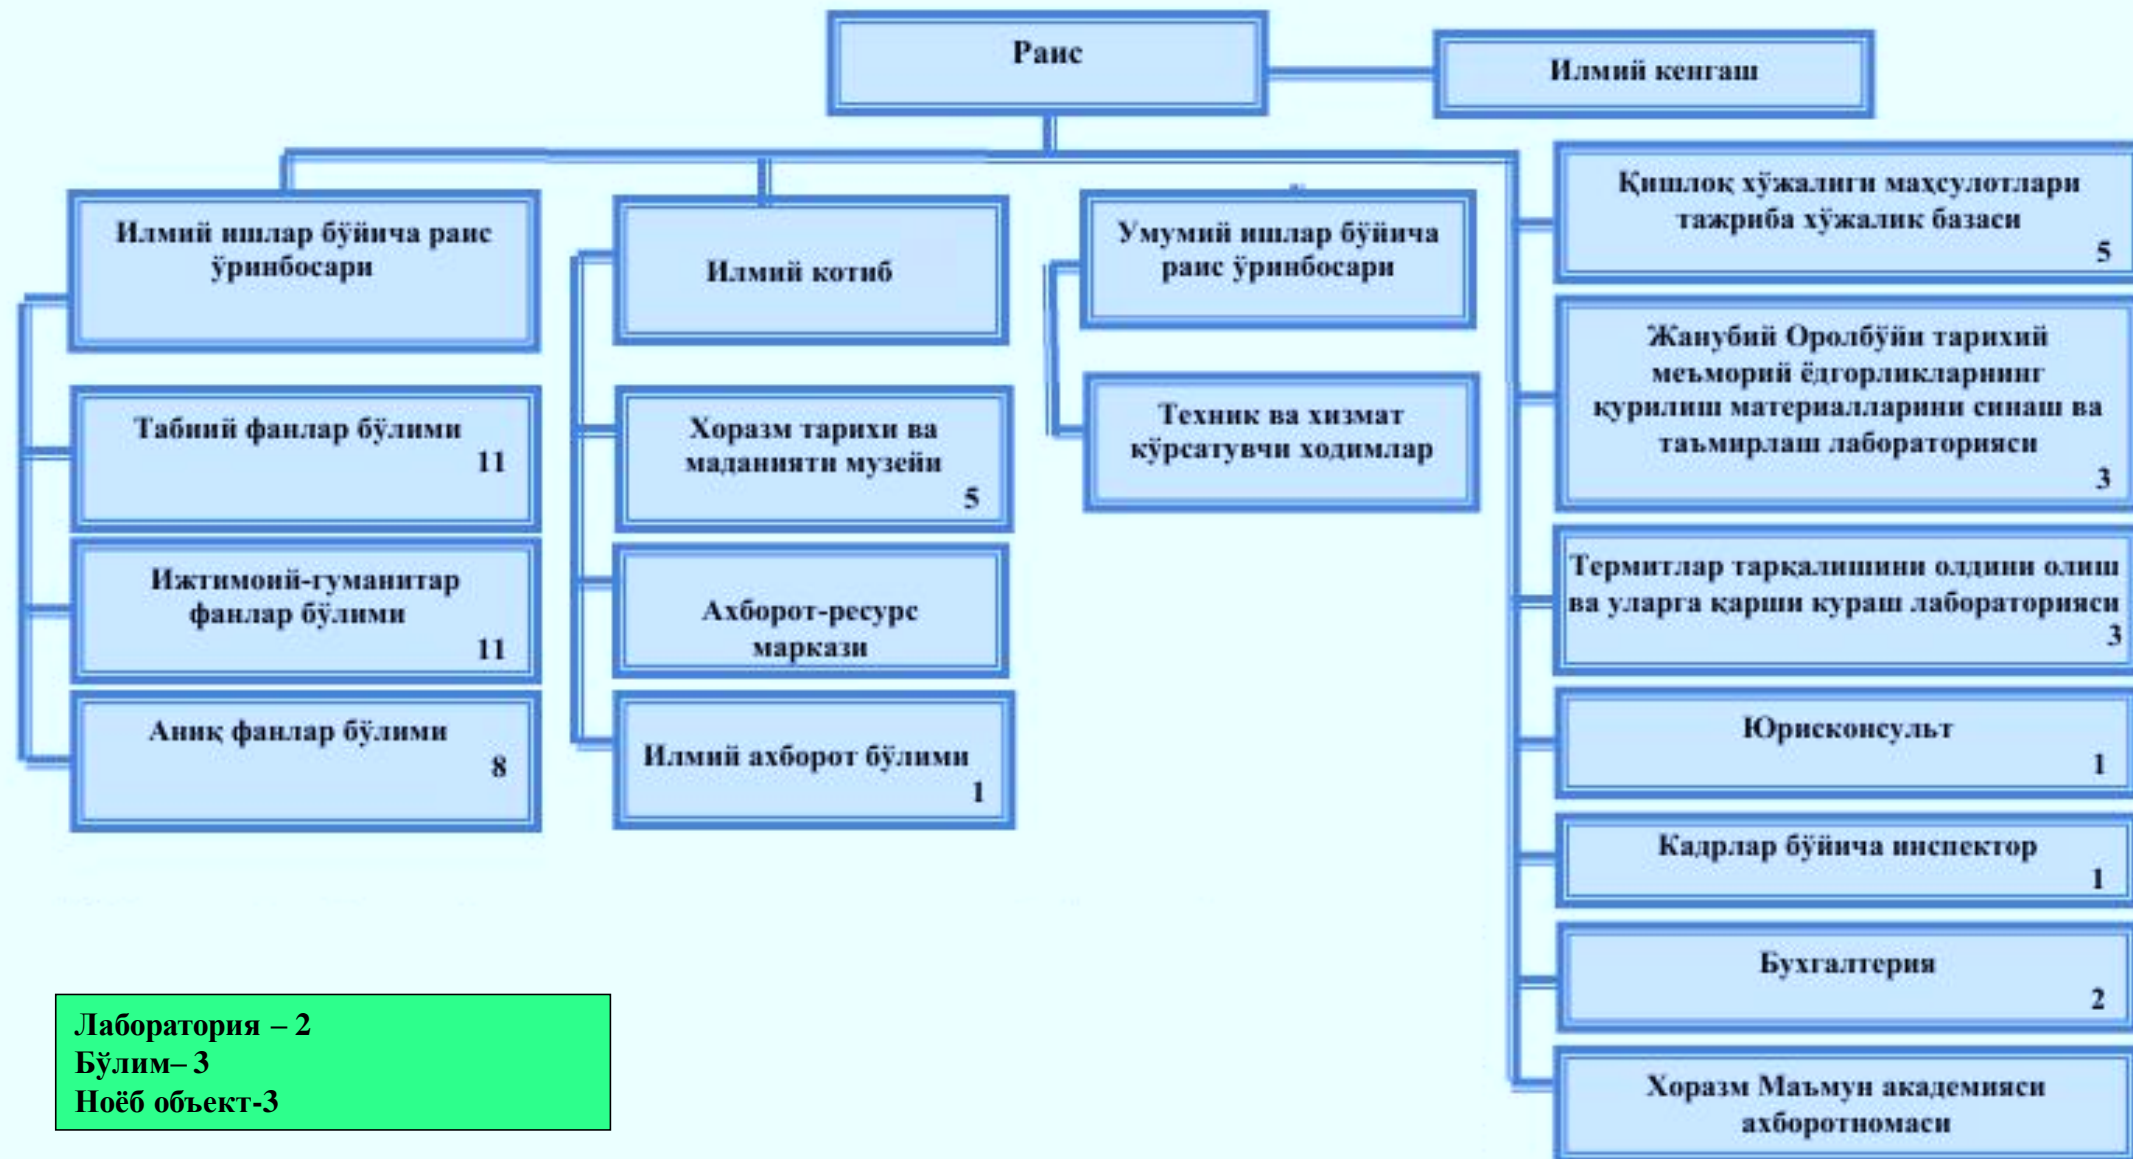 Раис
Илмий кенгаш
Илмий ишлар бўйича раис
ўринбосари
Табиий фанлар бўлими
11
Ижтимоий-гуманитар
фанлар бўлими
11
Аниқ фанлар бўлими
8
Илмий котиб
Хоразм тарихи ва
маданияти музейи
5
Ахборот-ресурс
маркази
Илмий ахборот бўлими
1
Умумий ишлар бўйича
раис ўринбосари
Техник ва хизмат
кўрсатувчи ходимлар
Қишлоқ хўжалиги маҳсулотлари
тажриба хўжалик базаси
5
Жанубий Оролбўйи тарихий
меъморий ёдгорликларнинг
қурилиш материалларини синаш ва
таъмирлаш лабораторияси
3
Термитлар тарқалишини олдини олиш
ва уларга қарши кураш лабораторияси
3
Юрисконсульт
1
Кадрлар бўйича инспектор
1
Бухгалтерия
2
Хоразм Маъмун академияси
ахборотномаси
Лаборатория – 2
Бўлим– 3
Ноёб объект-3